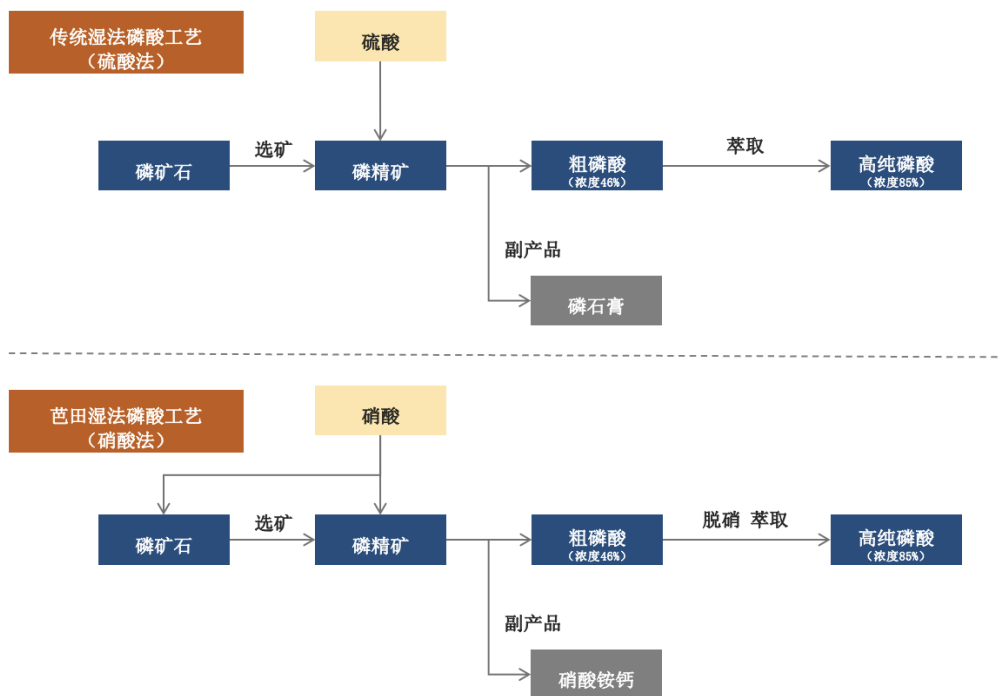 传统湿法磷酸工艺
（硫酸法）
硫酸
磷矿石
选矿
磷精矿
粗磷酸
（浓度46%）
萃取
高纯磷酸
（浓度85%）
副产品
磷石膏
芭田湿法磷酸工艺
（硝酸法）
硝酸
磷矿石
选矿
磷精矿
粗磷酸
（浓度46%）
脱硝 萃取
高纯磷酸
（浓度85%）
副产品
硝酸铵钙